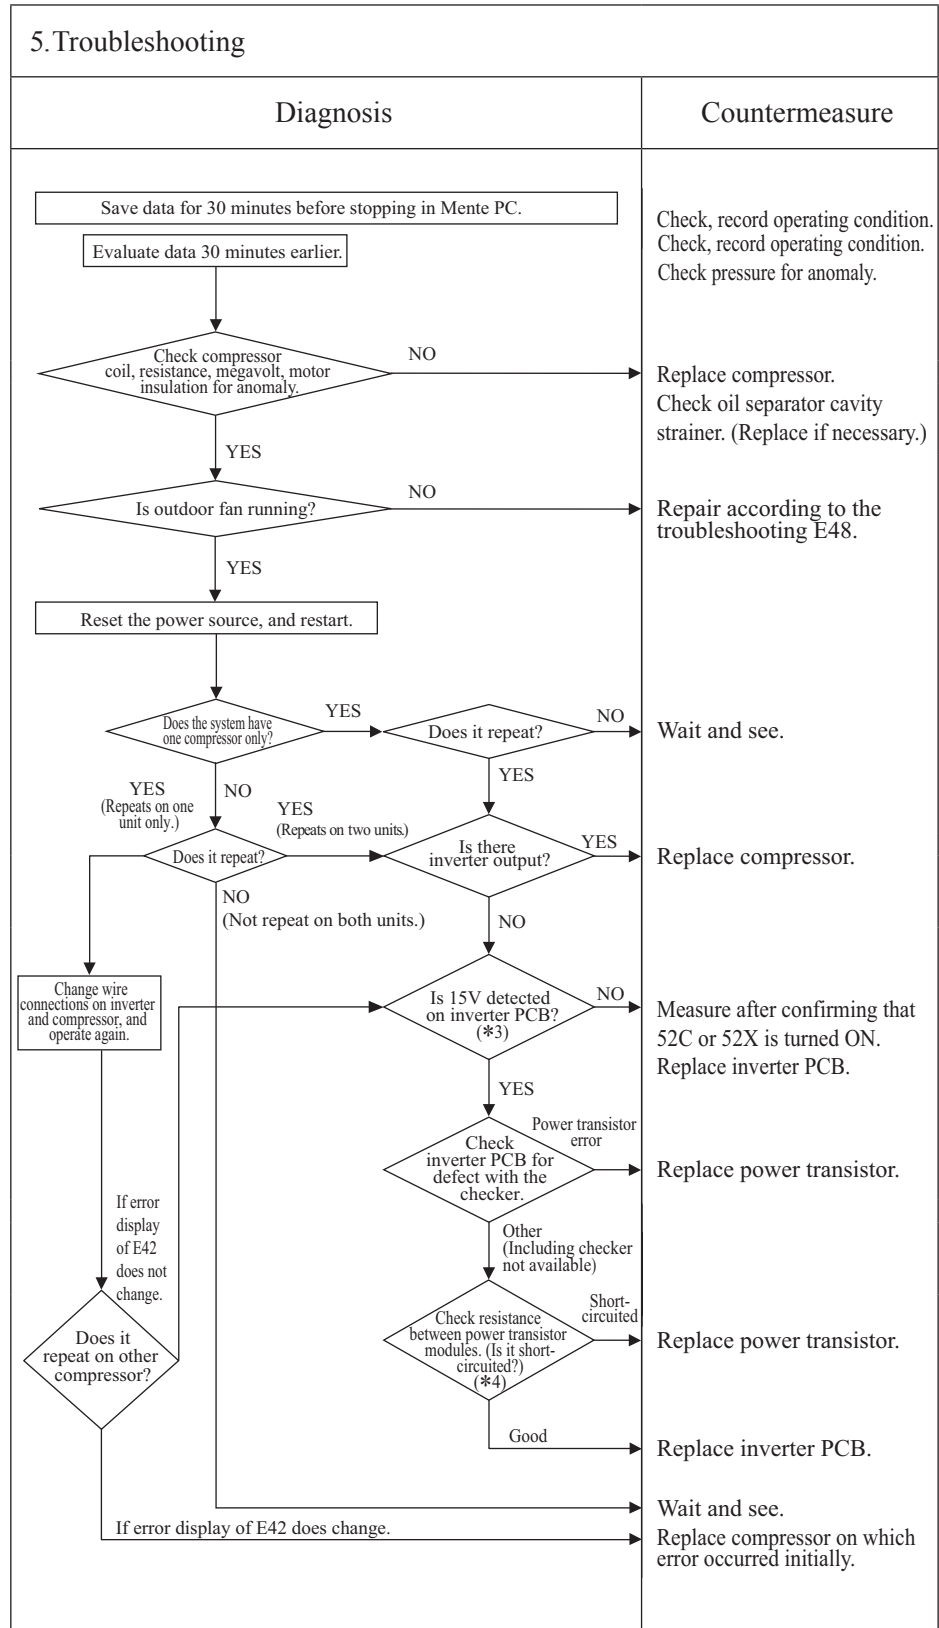 5.Troubleshooting
Diagnosis
Countermeasure
Save data for 30 minutes before stopping in Mente PC.
Check, record operating condition.
Evaluate data 30 minutes earlier.
Check, record operating condition.
Check pressure for anomaly.
Check compressor
coil, resistance, megavolt, motor
insulation for anomaly.
NO
Replace compressor.
Check oil separator cavity
strainer. (Replace if necessary.)
YES
Is outdoor fan running?
NO
Repair according to the
troubleshooting E48.
YES
Reset the power source, and restart.
Does the system have
one compressor only?
YES
Does it repeat?
NO
Wait and see.
YES
NO
YES
(Repeats on one
unit only.)
YES
(Repeats on two units.)
Does it repeat?
Is there
inverter output?
YES
Replace compressor.
NO
(Not repeat on both units.)
NO
Change wire
connections on inverter
and compressor, and
operate again.
Is 15V detected
on inverter PCB?
(*3)
NO
Measure after confirming that
52C or 52X is turned ON.
Replace inverter PCB.
YES
Check
inverter PCB for
defect with the
checker.
Power transistor
error
Replace power transistor.
If error
display
of E42
does not
change.
Other
(Including checker
not available)
Does it
repeat on other
compressor?
Check resistance
between power transistor
modules. (Is it short-
circuited?)
(*4)
Short-
circuited
Replace power transistor.
Good
Replace inverter PCB.
Wait and see.
If error display of E42 does change.
Replace compressor on which
error occurred initially.